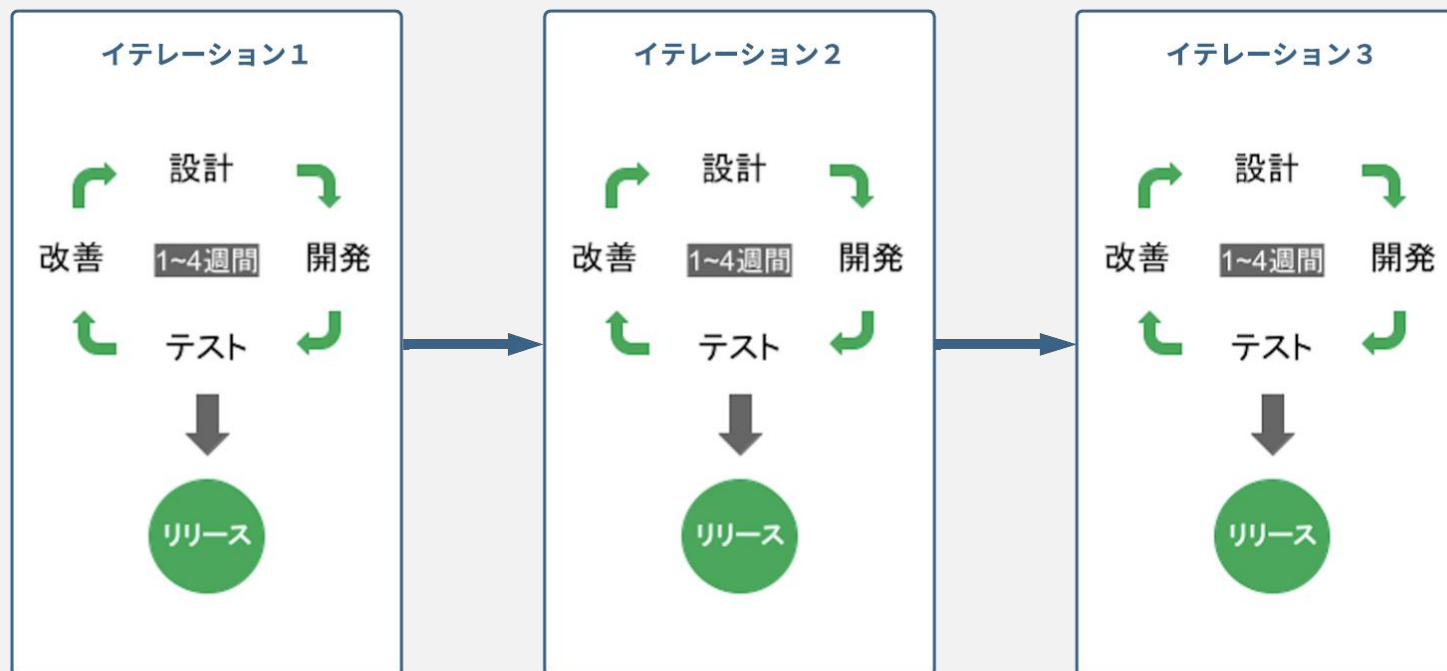 イテレーション1
設計
改善
1~4週間
開発
テスト
リリース
イテレーション2
設計
改善
1~4週間
開発
テスト
リリース
イテレーション3
設計
改善
1~4週間
開発
テスト
リリース